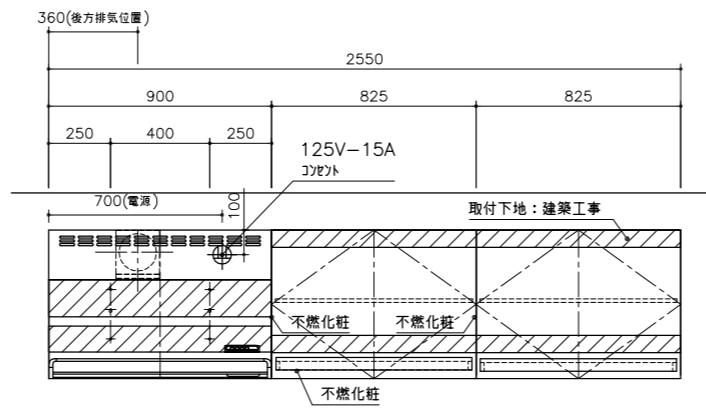 360(後方排気位置)
2550
900
825
825
250
400
250
125V-15A
コンセント
700(電源)
100
取付下地：建築工事
不燃化粧
不燃化粧
不燃化粧